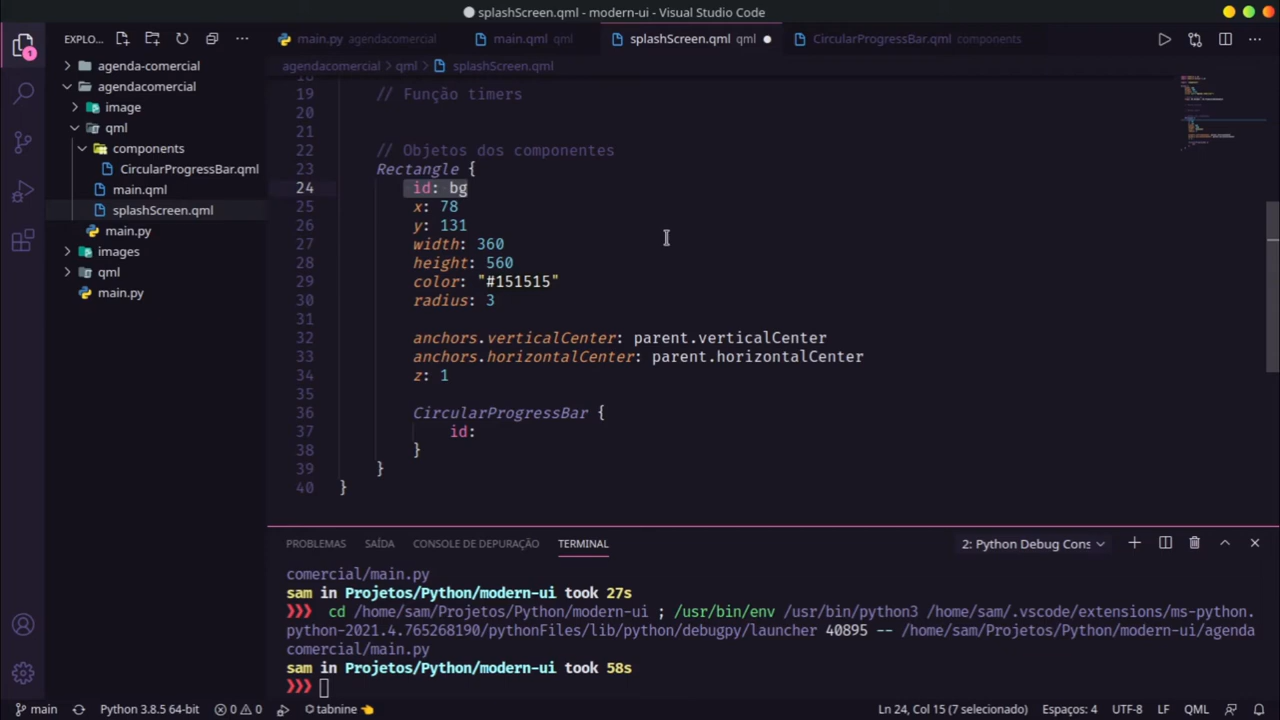 splashScreen.qml - modern-ui - Visual Studio Code
EXPLO...
main.py agendacomercial
main.qml qml
splashScreen.qml qml
CircularProgressBar.qml components
agendacomercial > qml > splashScreen.qml
1
agenda-comercial
agendacomercial
image
qml
components
CircularProgressBar.qml
main.qml
splashScreen.qml
main.py
images
qml
main.py
18
19 // Função timers
20
21
22 // Objetos dos componentes
23 Rectangle {
24 id: bg
25 x: 78
26 y: 131
27 width: 360
28 height: 560
29 color: "#151515"
30 radius: 3
31
32 anchors.verticalCenter: parent.verticalCenter
33 anchors.horizontalCenter: parent.horizontalCenter
34 z: 1
35
36 CircularProgressBar {
37 id:
38 }
39 }
40 }
PROBLEMAS SAÍDA CONSOLE DE DEPURAÇÃO TERMINAL 2: Python Debug Cons
comercial/main.py
sam in Projetos/Python/modern-ui took 27s
❯❯❯ cd /home/sam/Projetos/Python/modern-ui ; /usr/bin/env /usr/bin/python3 /home/sam/.vscode/extensions/ms-python.
python-2021.4.765268190/pythonFiles/lib/python/debugpy/launcher 40895 -- /home/sam/Projetos/Python/modern-ui/agenda
comercial/main.py
sam in Projetos/Python/modern-ui took 58s
❯❯❯
main Python 3.8.5 64-bit 0 0 tabnine Ln 24, Col 15 (7 selecionado) Espaços: 4 UTF-8 LF QML